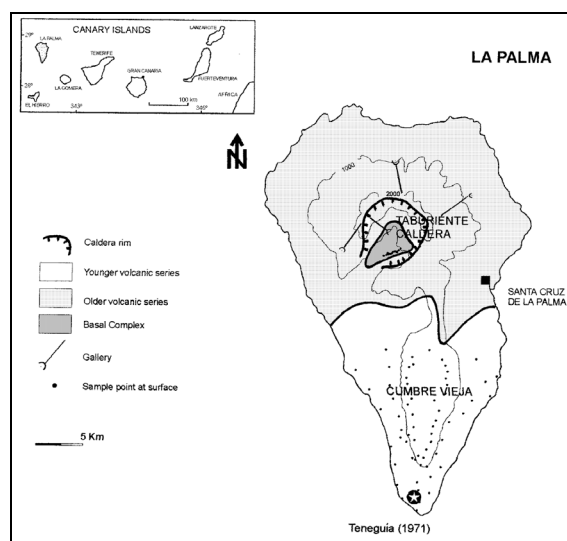 CANARY ISLANDS
29º
LA PALMA
LANZAROTE
TENERIFE
GRAN CANARIA
LA GOMERA
FUERTEVENTURA
EL HIERRO
100 km
AFRICA
343º
LA PALMA
N
1000
2000
TABURIENTE
CALDERA
Caldera rim
Younger volcanic series
Older volcanic series
Basal Complex
Gallery
Sample point at surface
5 Km
SANTA CRUZ
DE LA PALMA
CUMBRE VIEJA
Teneguía (1971)